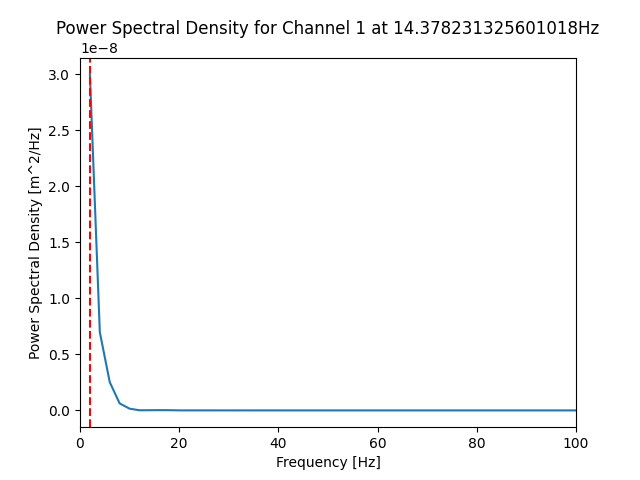 Power Spectral Density for Channel 1 at 14.378231325601018Hz
1e−8
3.0
2.5
2.0
1.5
1.0
0.5
0.0
Power Spectral Density [m^2/Hz]
0 20 40 60 80 100
Frequency [Hz]